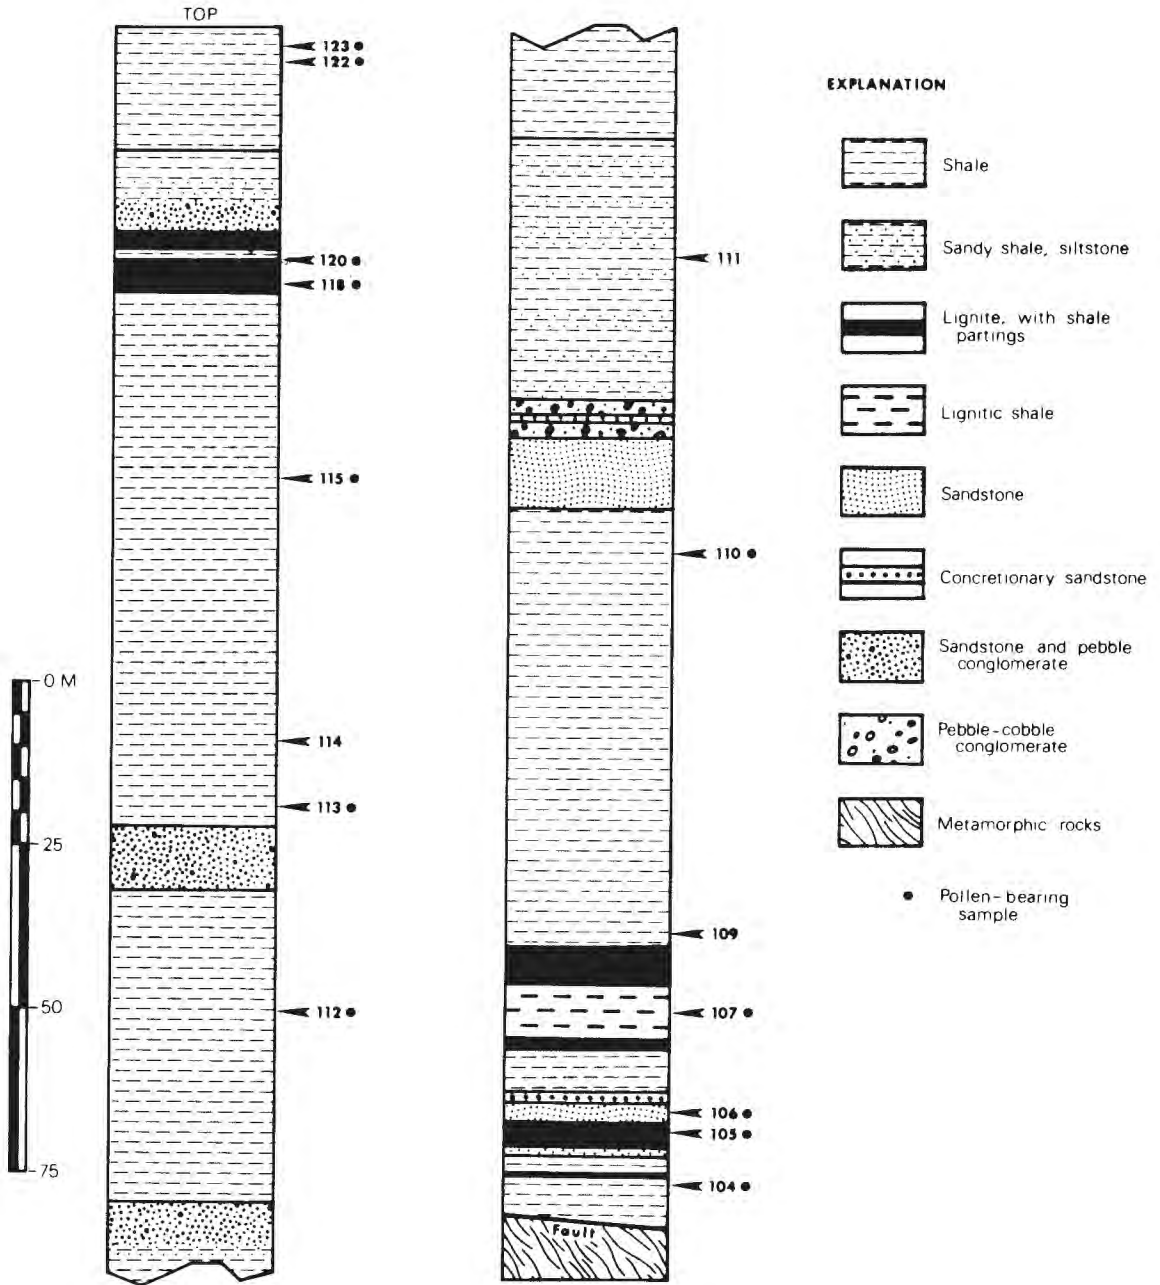 TOP
123
122
120
118
115
114
113
112
0 M
25
50
75
111
110
109
107
106
105
104
Fault
EXPLANATION
Shale
Sandy shale, siltstone
Lignite, with shale
partings
Lignitic shale
Sandstone
Concretionary sandstone
Sandstone and pebble
conglomerate
Pebble-cobble
conglomerate
Metamorphic rocks
Pollen-bearing
sample